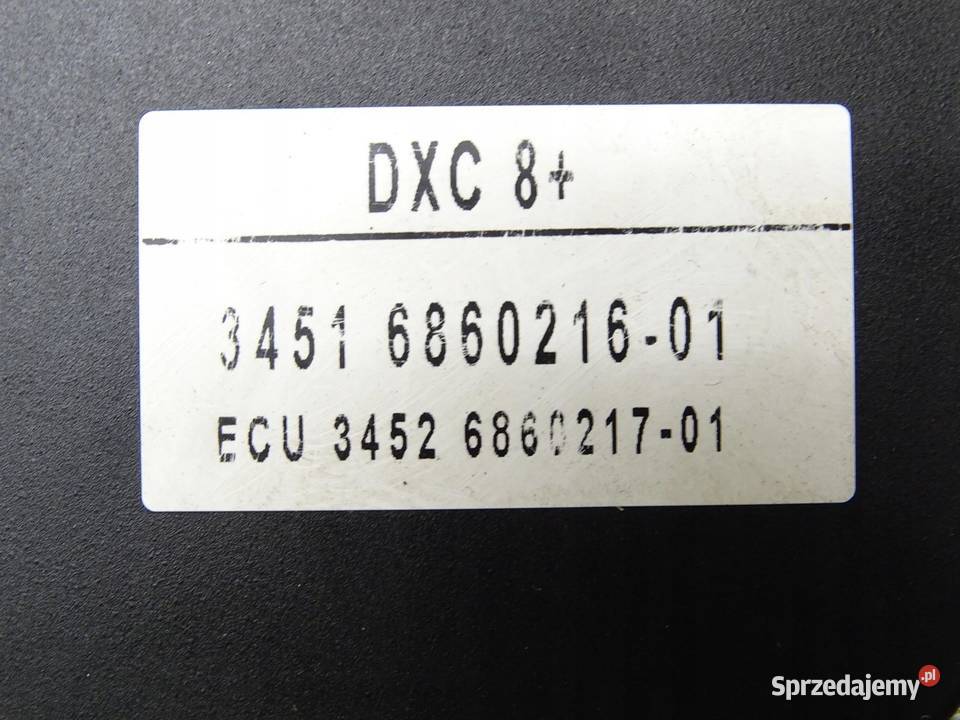 DXC 8+
3451 6860216-01
ECU 3452 6860217-01
Sprzedajemy.pl